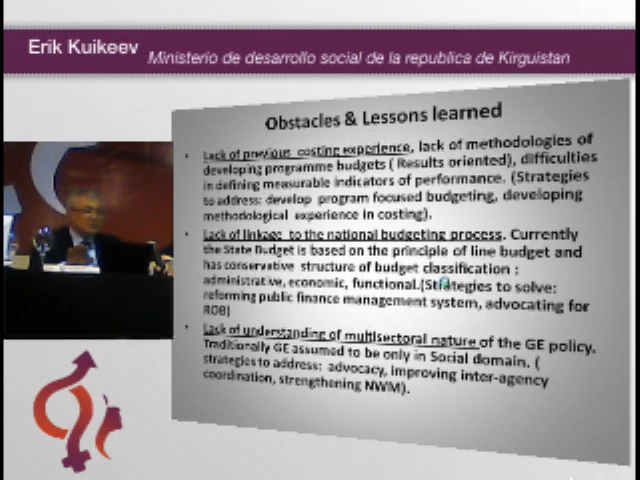 Erik Kuikeev
Ministerio de desarrollo social de la republica de Kirguistan
Obstacles & Lessons learned
• Lack of previous costing experience, lack of methodologies of
developing programme budgets ( Results oriented), difficulties
in defining measurable indicators of performance. (Strategies
to address: develop program focused budgeting, developing
methodological experience in costing).
• Lack of linkage to the national budgeting process. Currently
the State Budget is based on the principle of line budget and
has conservative structure of budget classification :
administrative, economic, functional.(Strategies to solve:
reforming public finance management system, advocating for
ROB)
• Lack of understanding of multisectoral nature of the GE policy.
Traditionally GE assumed to be only in Social domain. (
strategies to address: advocacy, improving inter-agency
coordination, strengthening NWM).